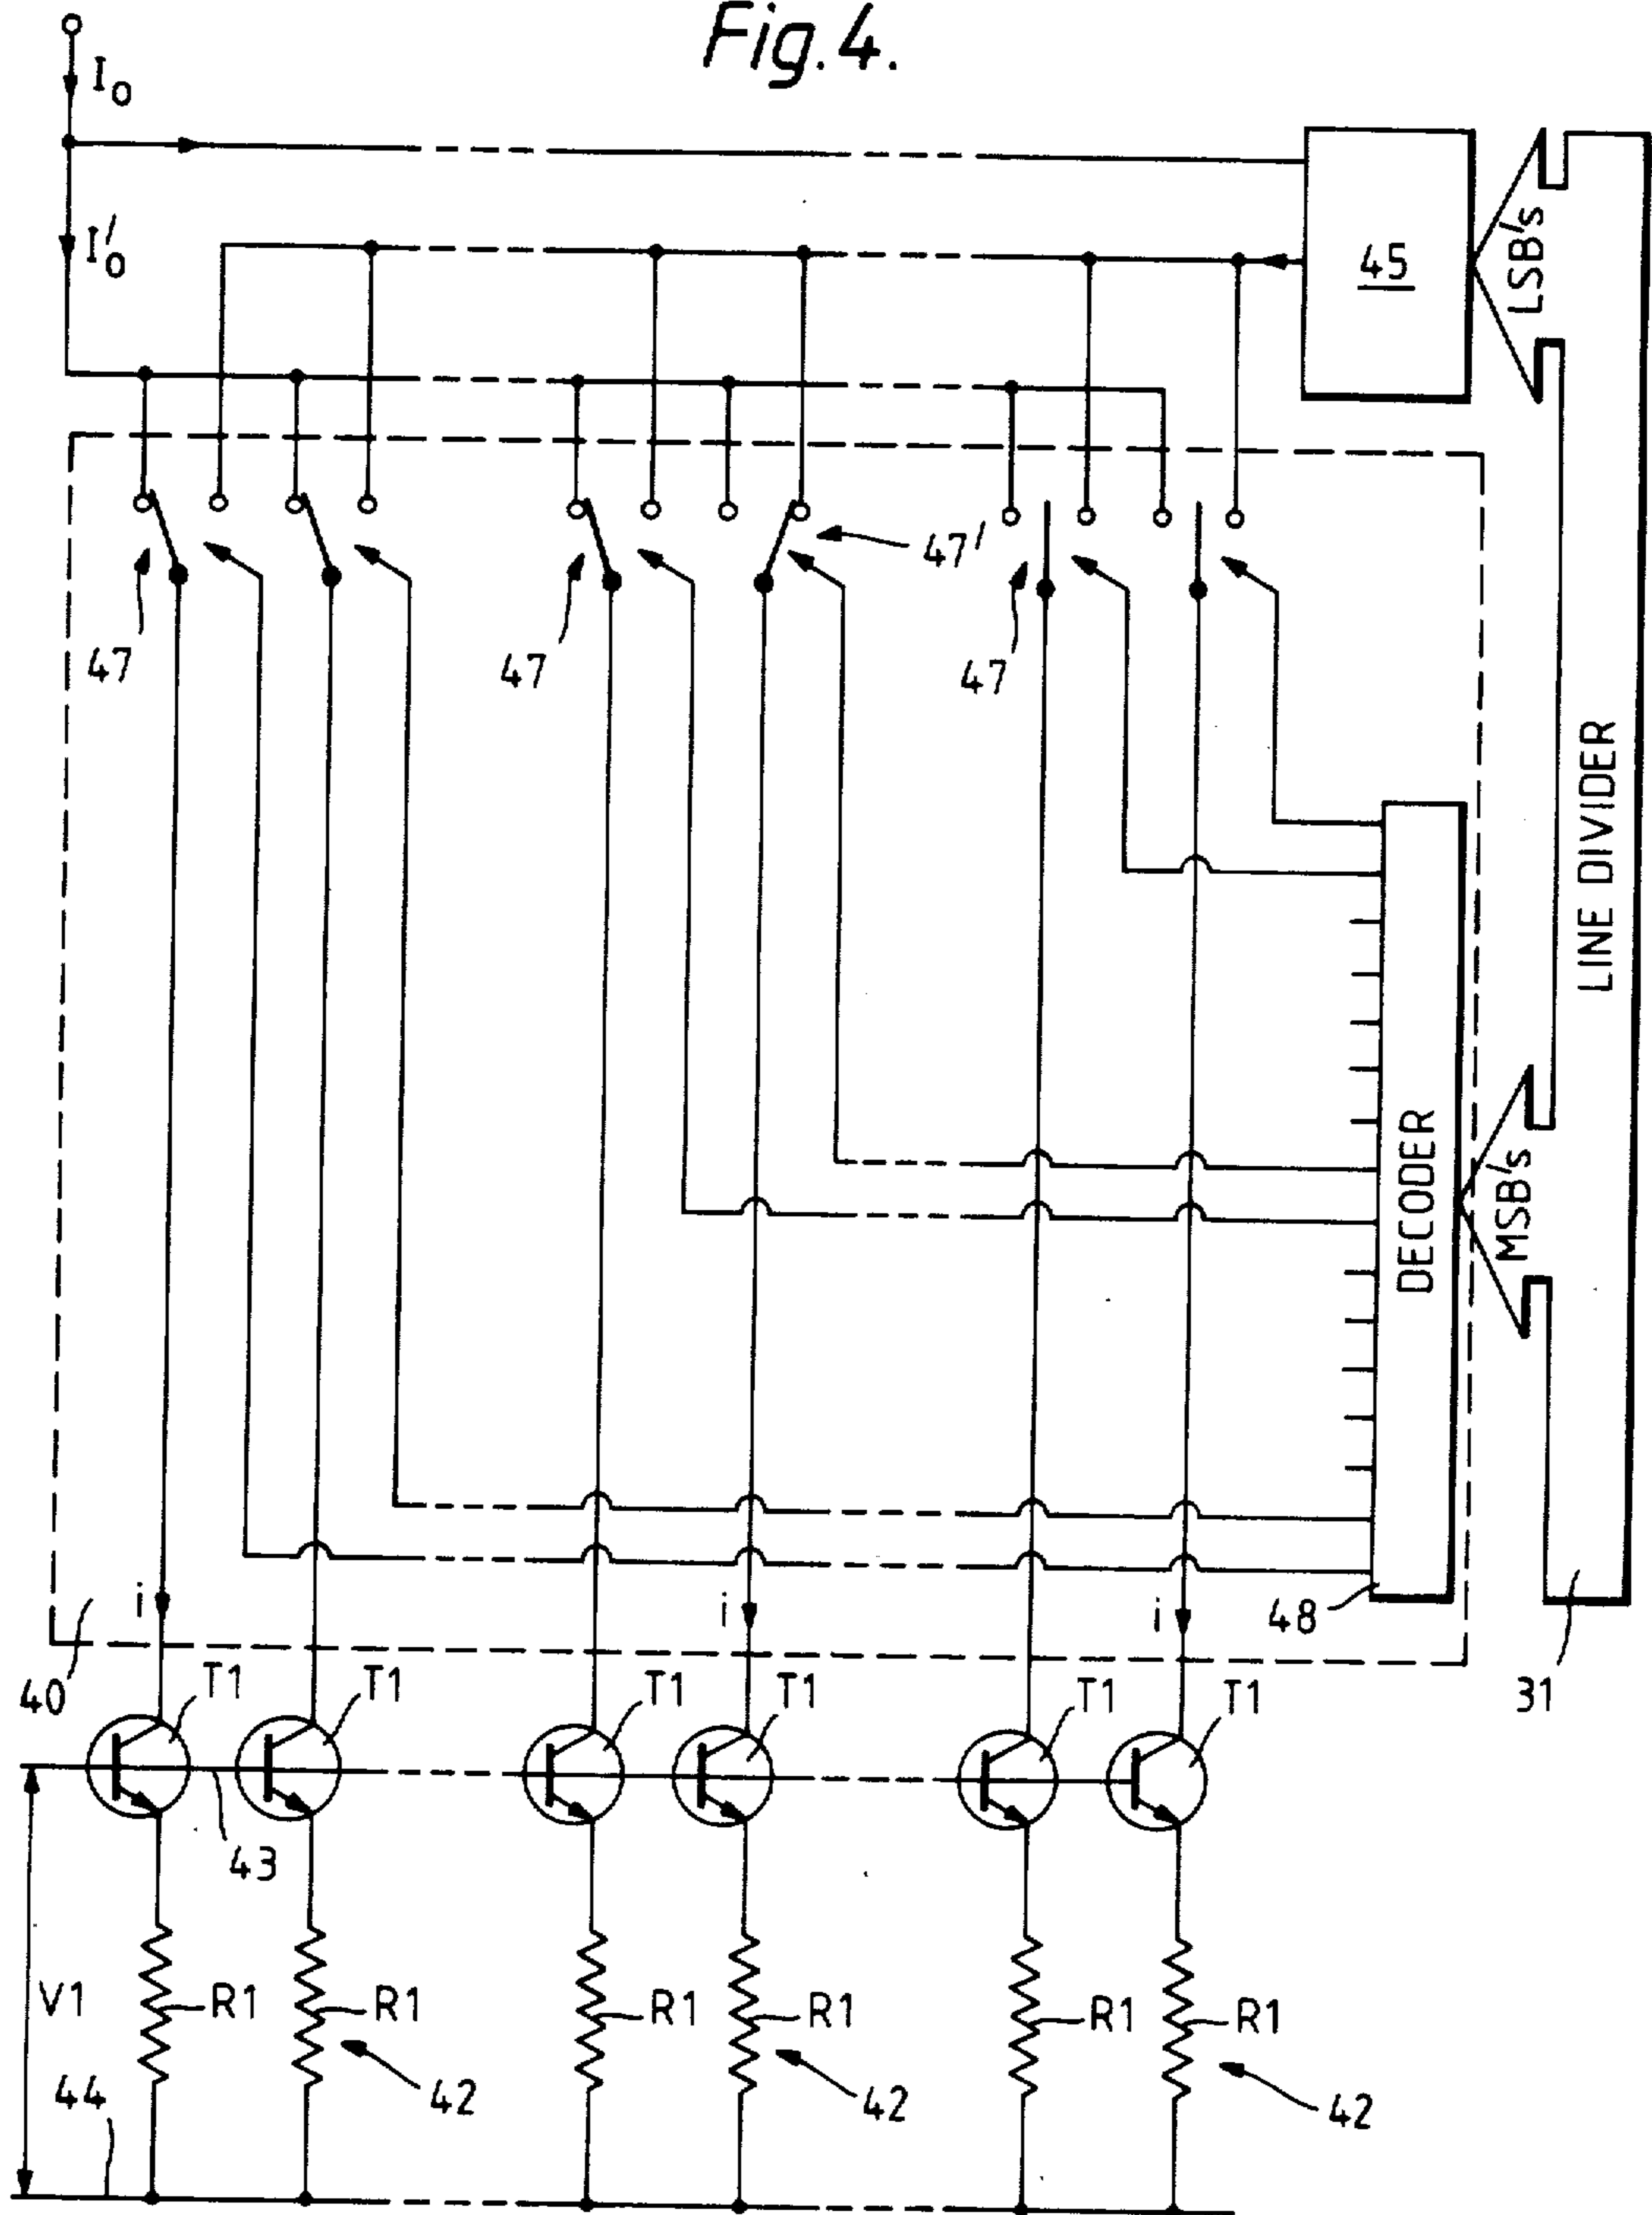 Fig.4.
I0
I'0
45
LSB's
47
47
47'
47
LINE DIVIDER
DECODER
MSB's
i
i
i
48
40
T1
T1
T1
T1
T1
T1
31
43
V1
R1
R1
R1
R1
R1
R1
44
42
42
42